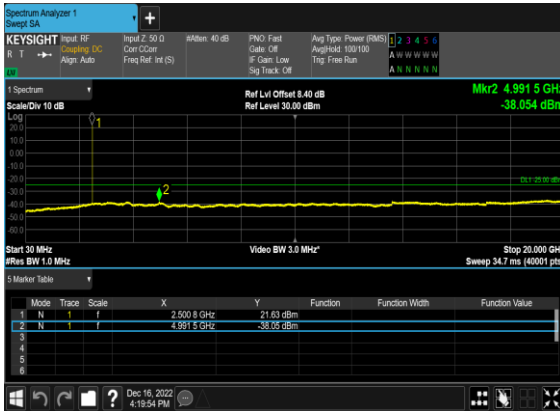 Spectrum Analyzer 1
Swept SA
+
KEYSIGHT
R T
Input: RF
Coupling: DC
Align: Auto
Input Z: 50 Ω
Corr CCorr
Freq Ref: Int (S)
#Atten: 40 dB
PNO: Fast
Gate: Off
IF Gain: Low
Sig Track: Off
Avg Type: Power (RMS)
Avg|Hold: 100/100
Trig: Free Run
1 2 3 4 5 6
A W W W W W
A N N N N N
1 Spectrum
Scale/Div 10 dB
Ref Lvl Offset 8.40 dB
Ref Level 30.00 dBm
Mkr2 4.991 5 GHz
-38.054 dBm
Log
20.0
10.0
0.00
-10.0
-20.0
-30.0
-40.0
-50.0
-60.0
1
2
DL1 -25.00 dBm
Start 30 MHz
#Res BW 1.0 MHz
Video BW 3.0 MHz*
Stop 20.000 GHz
Sweep 34.7 ms (40001 pts)
5 Marker Table
Mode Trace Scale X Y Function Function Width Function Value
1 N 1 f 2.500 8 GHz 21.63 dBm
2 N 1 f 4.991 5 GHz -38.05 dBm
3
4
5
6
?
Dec 16, 2022
4:19:54 PM